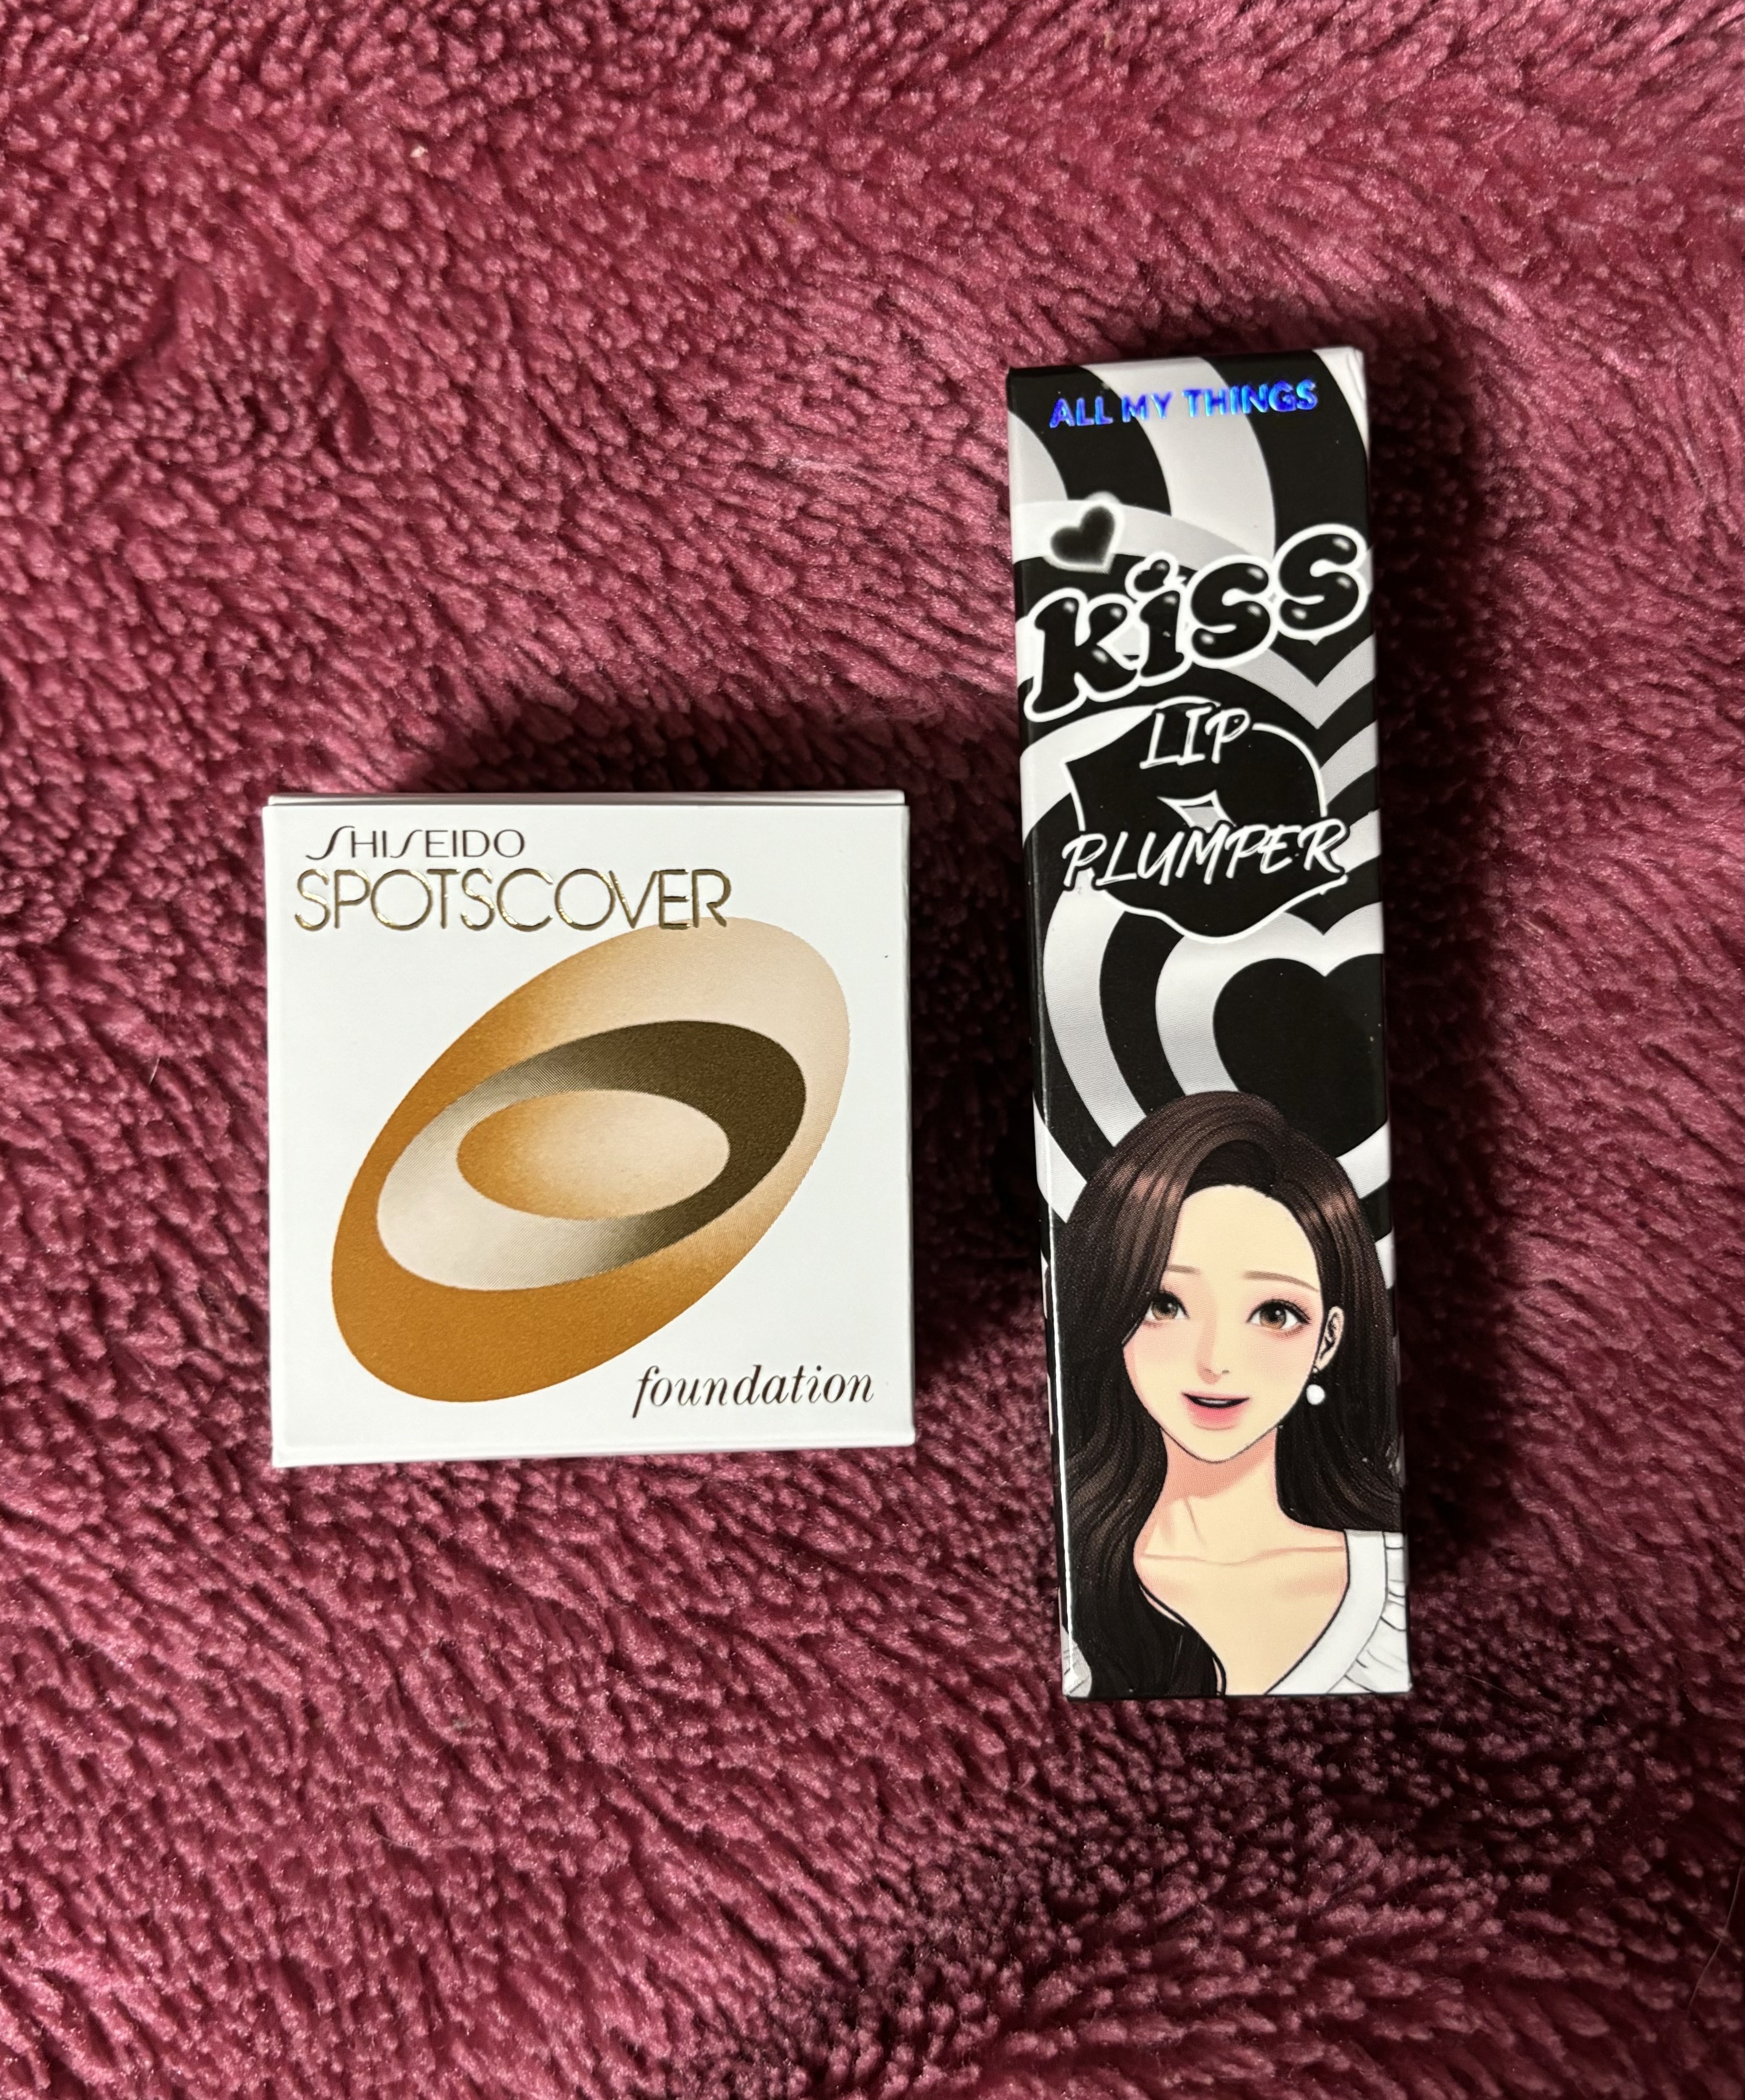 SHISEIDO
SPOTSCOVER
foundation
ALL MY THINGS
kiss
LIP
PLUMPER